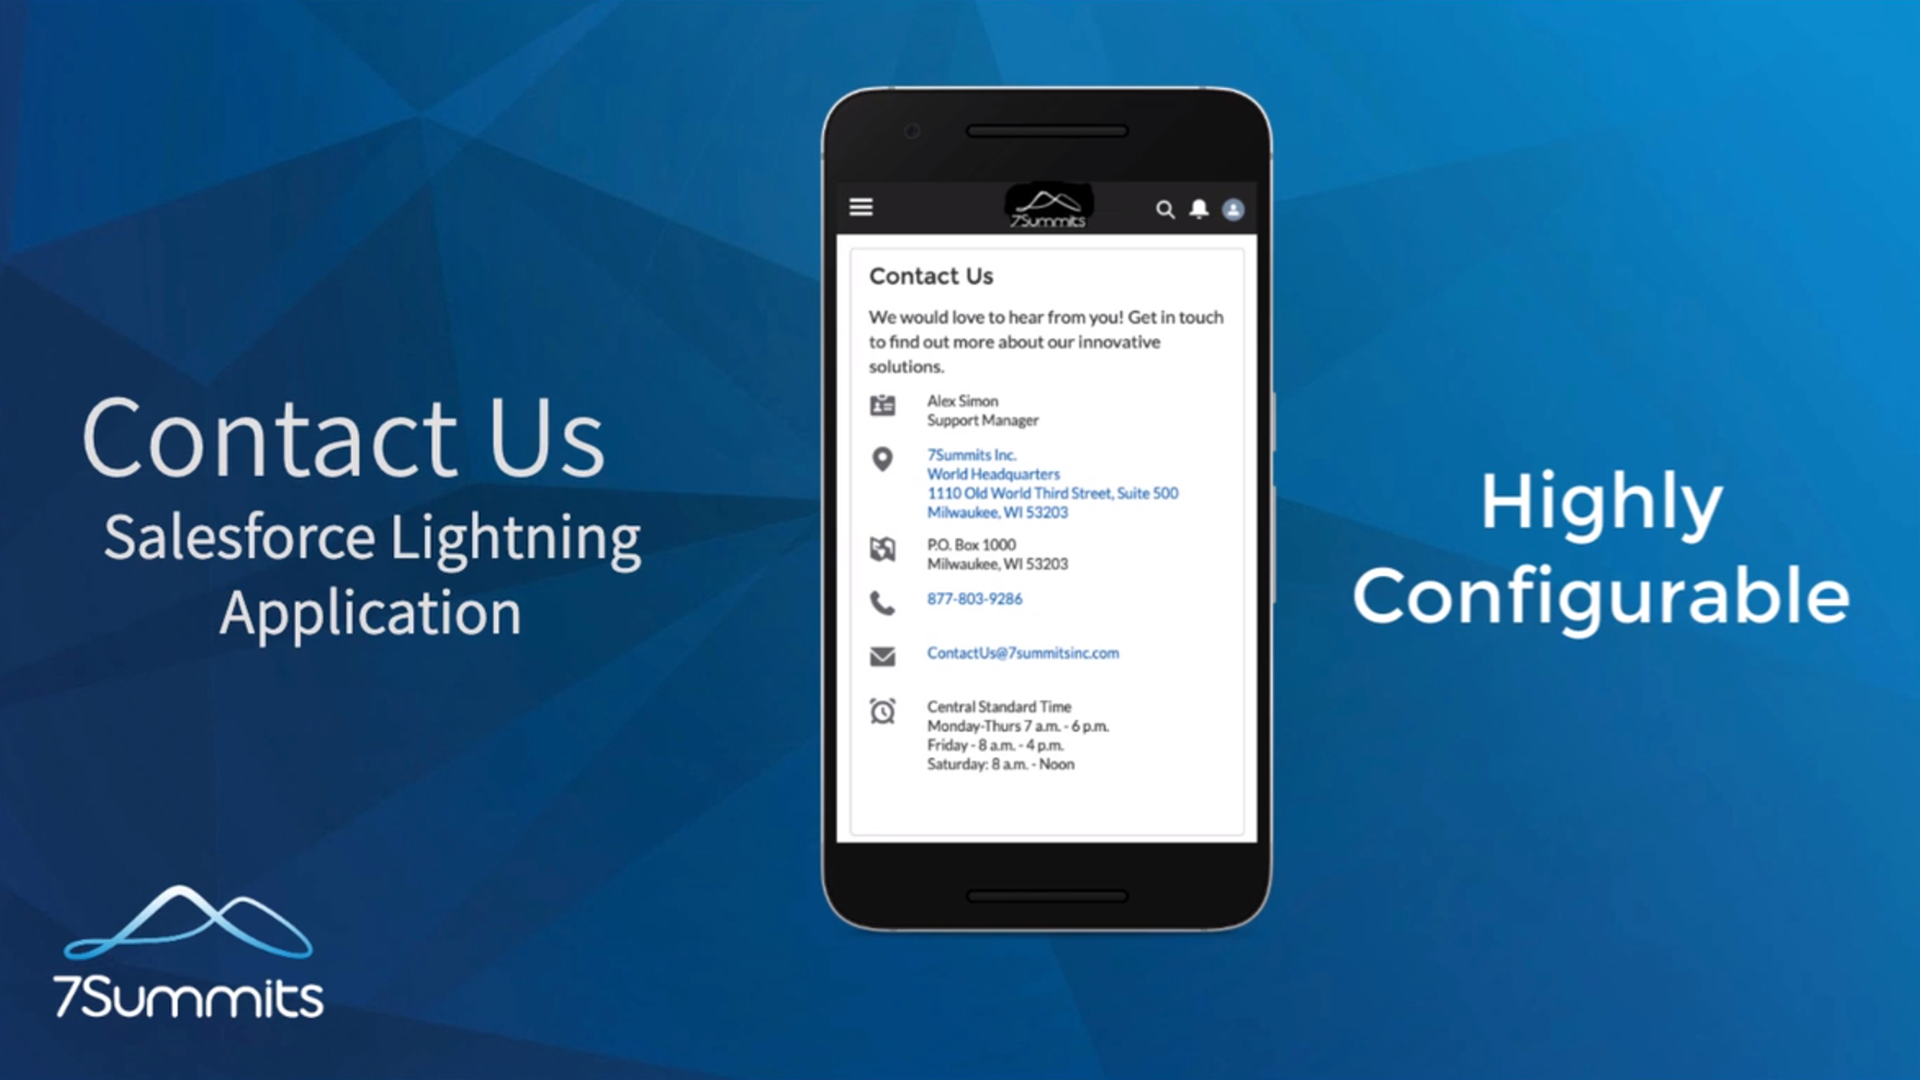 Contact Us
Salesforce Lightning
Application
7Summits
7Summits
Contact Us
We would love to hear from you! Get in touch
to find out more about our innovative
solutions.
Alex Simon
Support Manager
7Summits Inc.
World Headquarters
1110 Old World Third Street, Suite 500
Milwaukee, WI 53203
P.O. Box 1000
Milwaukee, WI 53203
877-803-9286
ContactUs@7summitsinc.com
Central Standard Time
Monday-Thurs 7 a.m. - 6 p.m.
Friday - 8 a.m. - 4 p.m.
Saturday: 8 a.m. - Noon
Highly
Configurable